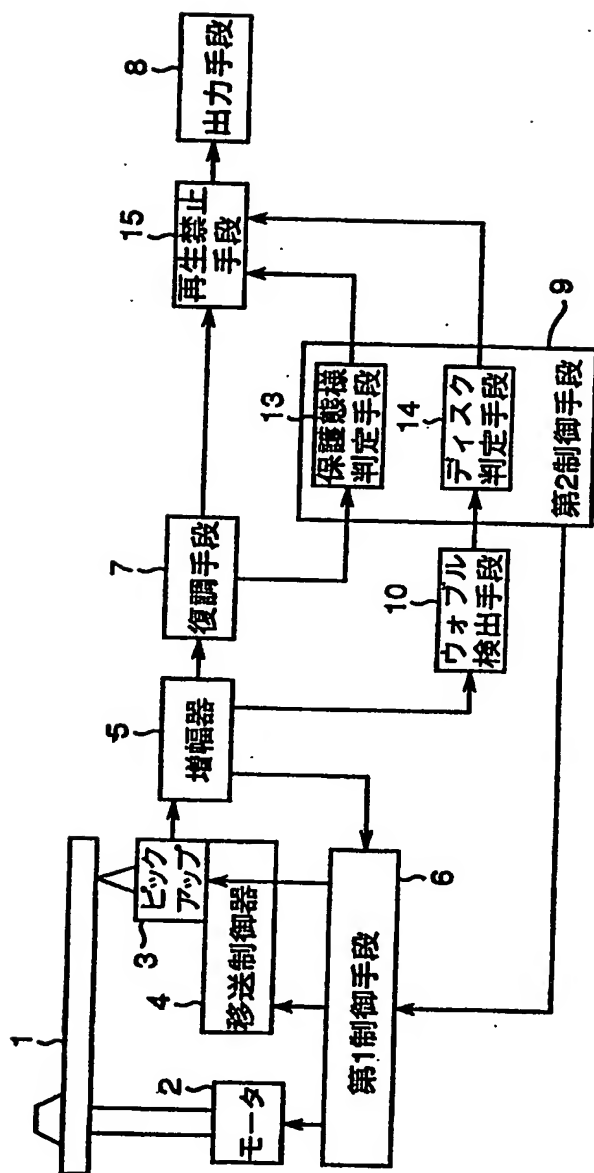 1
2
モータ
3
ピック
アップ
4
移送制御器
5
増幅器
6
第1制御手段
7
復調手段
15
再生禁止
手段
8
出力手段
9
13
保護態様
判定手段
14
ディスク
判定手段
第2制御手段
10
ウォブル
検出手段